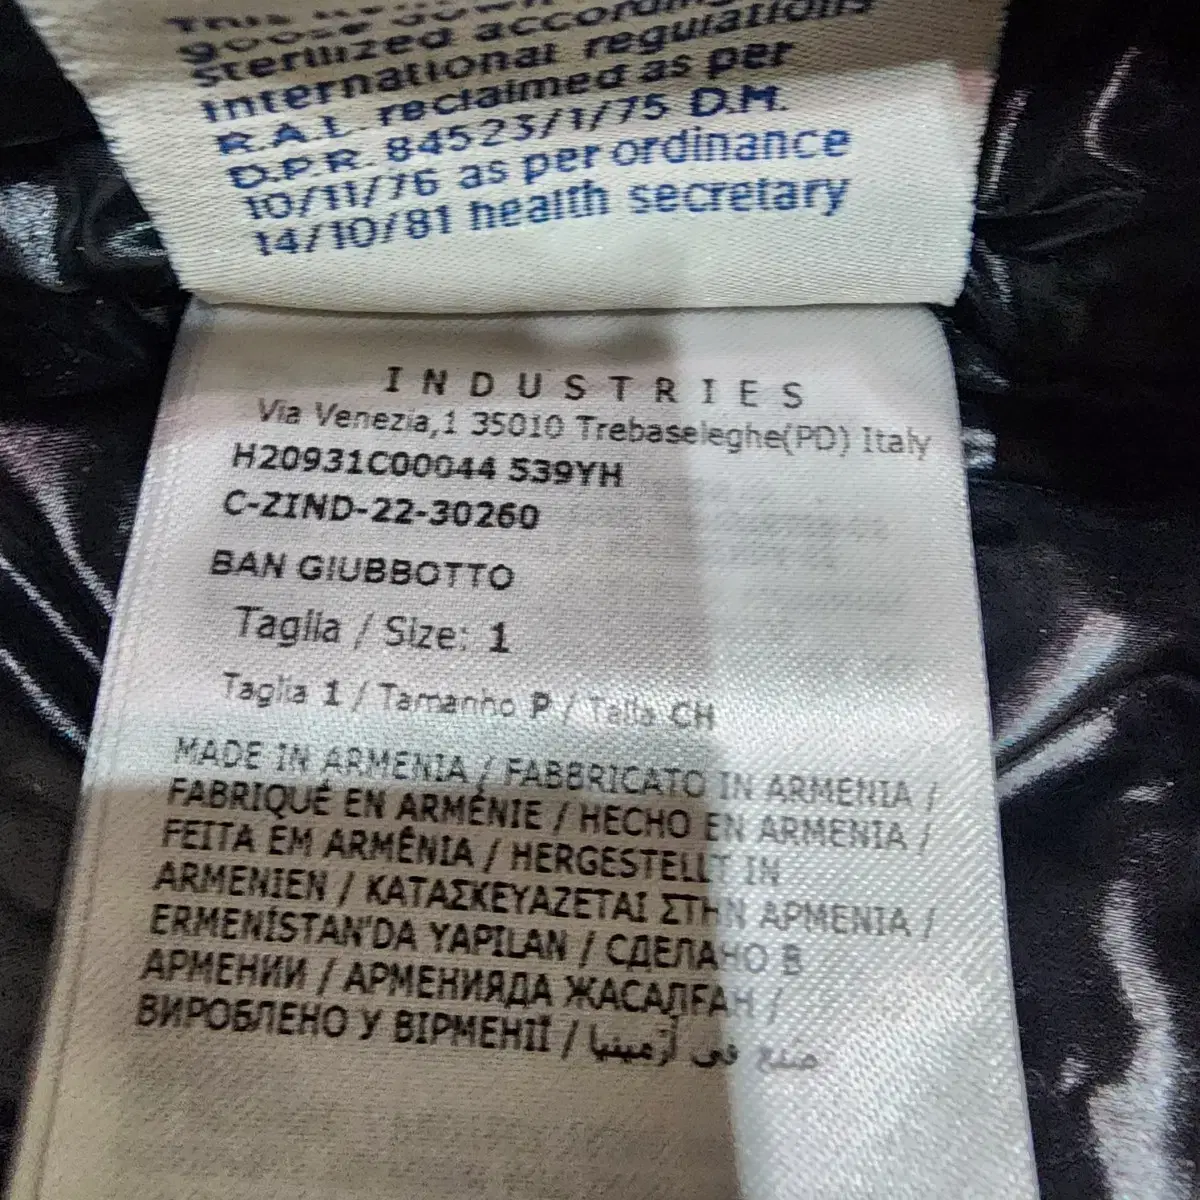 goose down
sterilized according
International regulations
R.A.L. reclaimed as per
D.P.R. 84523/1/75 D.M.
10/11/76 as per ordinance
14/10/81 health secretary
INDUSTRIES
Via Venezia,1 35010 Trebaseleghe(PD) Italy
H20931C00044 539YH
C-ZIND-22-30260
BAN GIUBBOTTO
Taglia / Size: 1
Taglia 1 / Tamanho P / Talla CH
MADE IN ARMENIA / FABBRICATO IN ARMENIA /
FABRIQUÉ EN ARMÉNIE / HECHO EN ARMENIA /
FEITA EM ARMÊNIA / HERGESTELLT IN
ARMENIEN / ΚΑΤΑΣΚΕΥΑΖΕΤΑΙ ΣΤΗΝ ΑΡΜΕΝΙΑ /
ERMENİSTAN'DA YAPILAN / СДЕЛАНО В
АРМЕНИИ / АРМЕНИЯДА ЖАСАЛҒАН /
ВИРОБЛЕНО У ВІРМЕНІЇ / صنع في أرمينيا